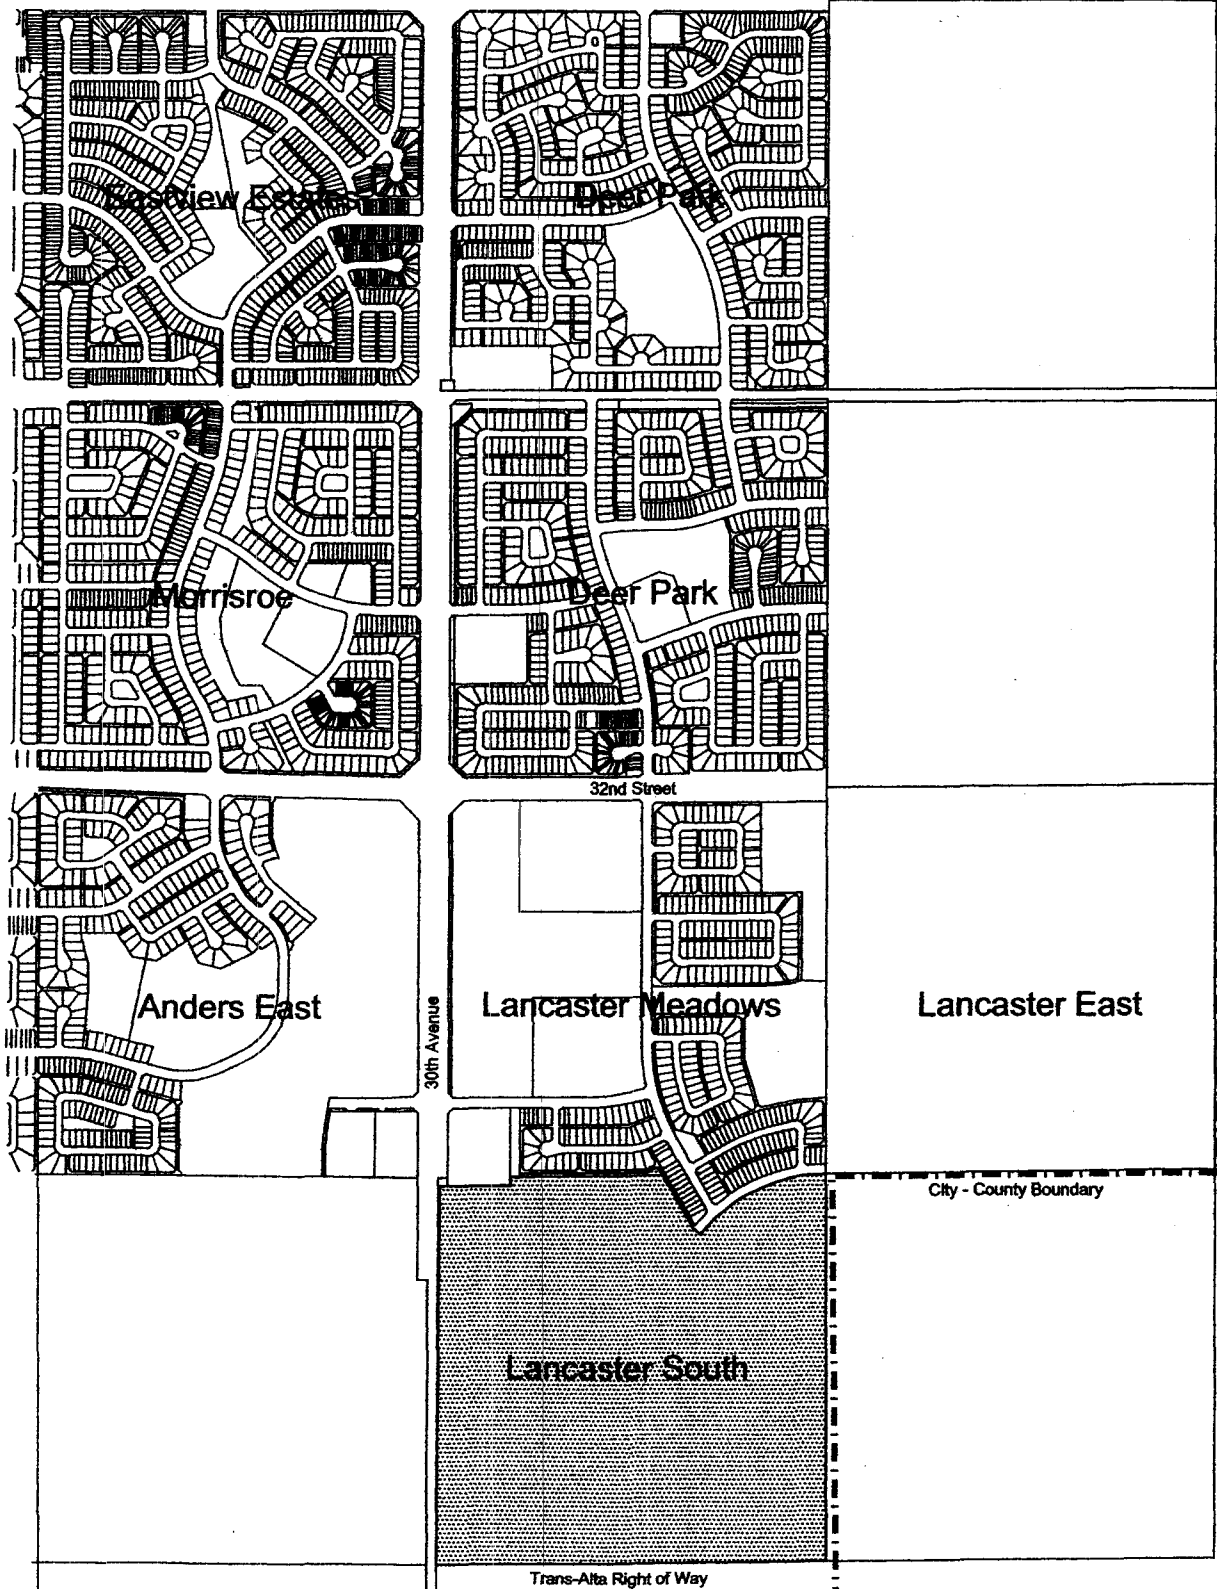 Eastview Estates
Deer Park
Morrisroe
Deer Park
32nd Street
Anders East
30th Avenue
Lancaster Meadows
Lancaster East
City - County Boundary
Lancaster South
Trans-Alta Right of Way